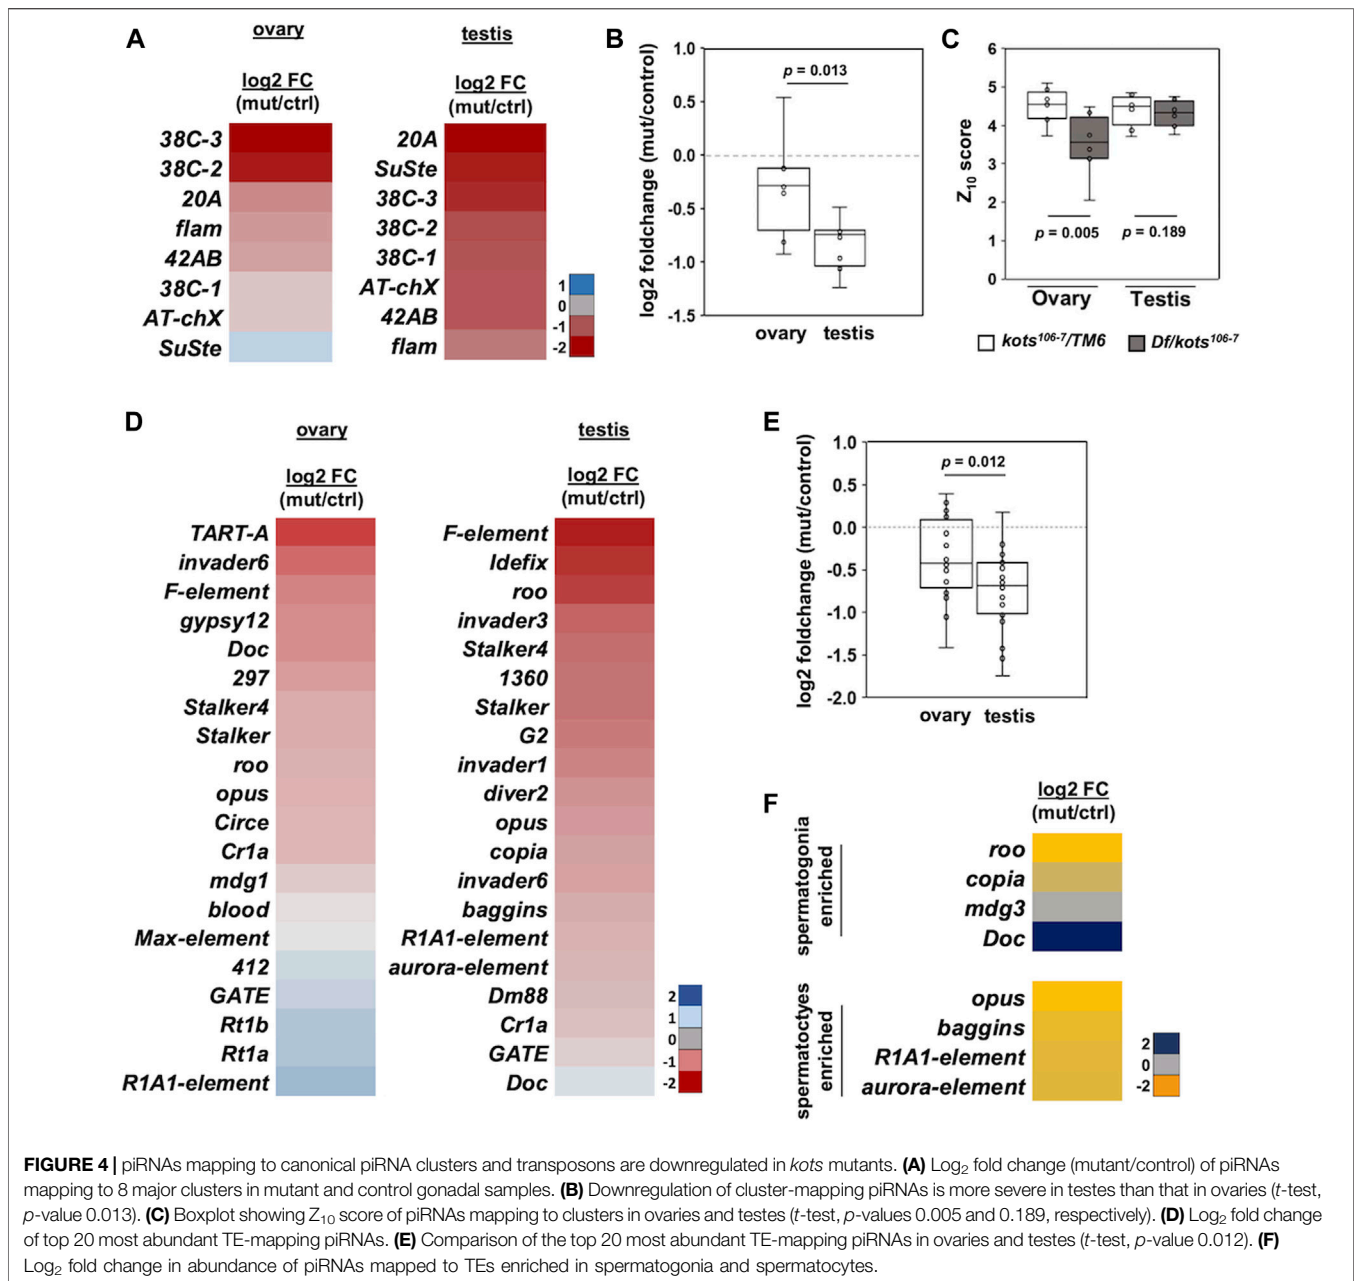 A
ovary
log2 FC
(mut/ctrl)
38C-3
38C-2
20A
flam
42AB
38C-1
AT-chX
SuSte
testis
log2 FC
(mut/ctrl)
20A
SuSte
38C-3
38C-2
38C-1
AT-chX
42AB
flam
1
0
-1
-2
B
log2 foldchange (mut/control)
1.0
0.5
0.0
-0.5
-1.0
-1.5
p = 0.013
ovary testis
C
Z10 score
6
5
4
3
2
1
0
p = 0.005 p = 0.189
Ovary Testis
kots106-7/TM6 Df/kots106-7
D
ovary
log2 FC
(mut/ctrl)
TART-A
invader6
F-element
gypsy12
Doc
297
Stalker4
Stalker
roo
opus
Circe
Cr1a
mdg1
blood
Max-element
412
GATE
Rt1b
Rt1a
R1A1-element
testis
log2 FC
(mut/ctrl)
F-element
Idefix
roo
invader3
Stalker4
1360
Stalker
G2
invader1
diver2
opus
copia
invader6
baggins
R1A1-element
aurora-element
Dm88
Cr1a
GATE
Doc
2
1
0
-1
-2
E
log2 foldchange (mut/control)
1.0
0.5
0.0
-0.5
-1.0
-1.5
-2.0
p = 0.012
ovary testis
F
log2 FC
(mut/ctrl)
spermatogonia
enriched
roo
copia
mdg3
Doc
spermatoctyes
enriched
opus
baggins
R1A1-element
aurora-element
2
0
-2
FIGURE 4 | piRNAs mapping to canonical piRNA clusters and transposons are downregulated in kots mutants. (A) Log2 fold change (mutant/control) of piRNAs
mapping to 8 major clusters in mutant and control gonadal samples. (B) Downregulation of cluster-mapping piRNAs is more severe in testes than that in ovaries (t-test,
p-value 0.013). (C) Boxplot showing Z10 score of piRNAs mapping to clusters in ovaries and testes (t-test, p-values 0.005 and 0.189, respectively). (D) Log2 fold change
of top 20 most abundant TE-mapping piRNAs. (E) Comparison of the top 20 most abundant TE-mapping piRNAs in ovaries and testes (t-test, p-value 0.012). (F)
Log2 fold change in abundance of piRNAs mapped to TEs enriched in spermatogonia and spermatocytes.